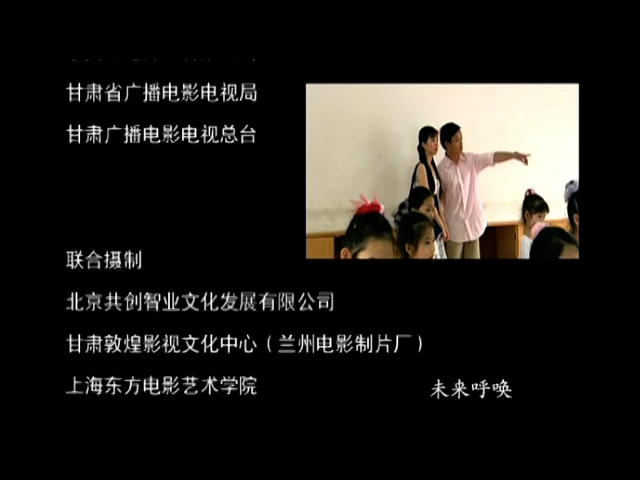 甘肃省广播电影电视局
甘肃广播电影电视总台
联合摄制
北京共创智业文化发展有限公司
甘肃敦煌影视文化中心（兰州电影制片厂）
上海东方电影艺术学院
未来呼唤